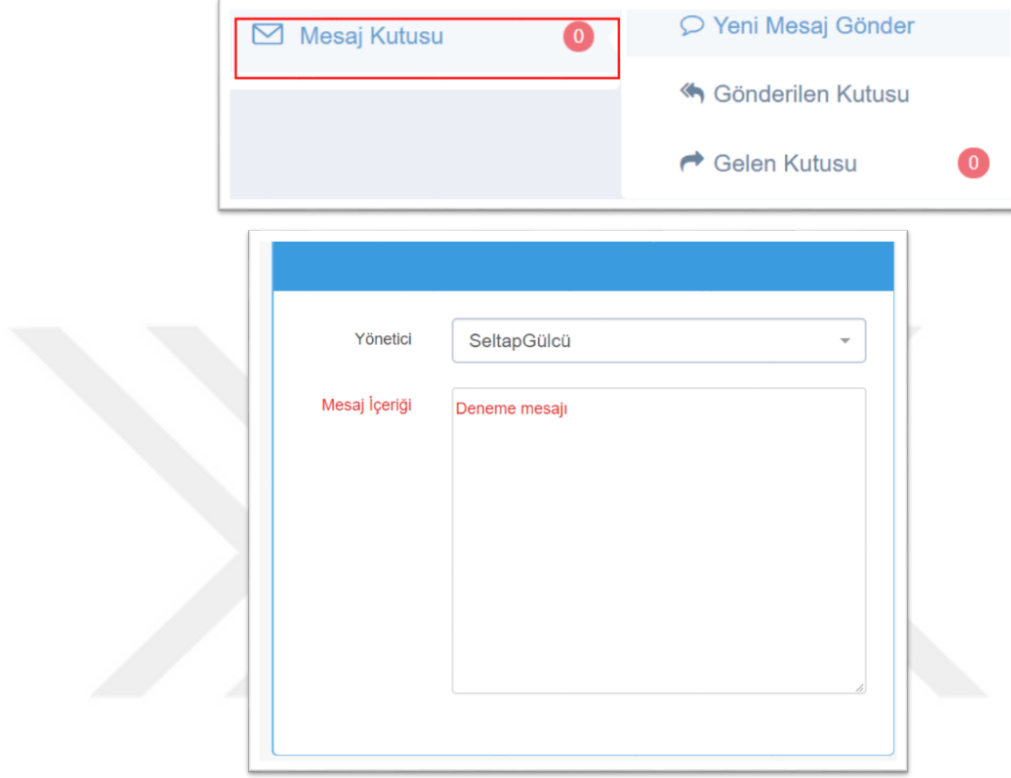 Mesaj Kutusu 0
Yeni Mesaj Gönder
Gönderilen Kutusu
Gelen Kutusu 0
Yönetici SeltapGülcü
Mesaj İçeriği Deneme mesajı